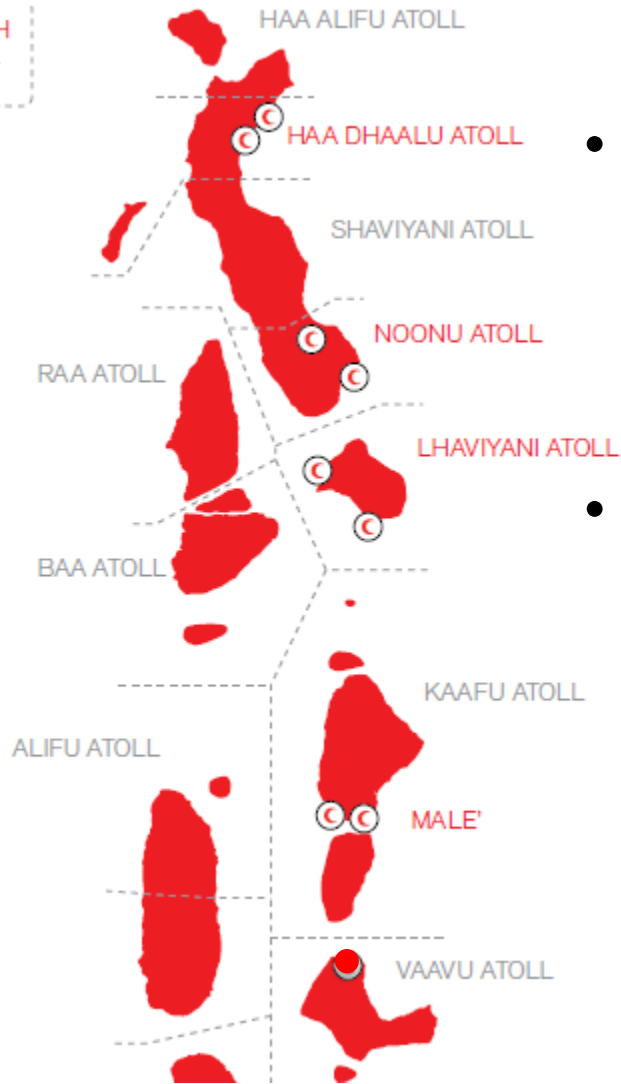 H
HAA ALIFU ATOLL
HAA DHAALU ATOLL
SHAVIYANI ATOLL
NOONU ATOLL
RAA ATOLL
LHAVIYANI ATOLL
BAA ATOLL
KAAFU ATOLL
ALIFU ATOLL
MALE'
VAAVU ATOLL